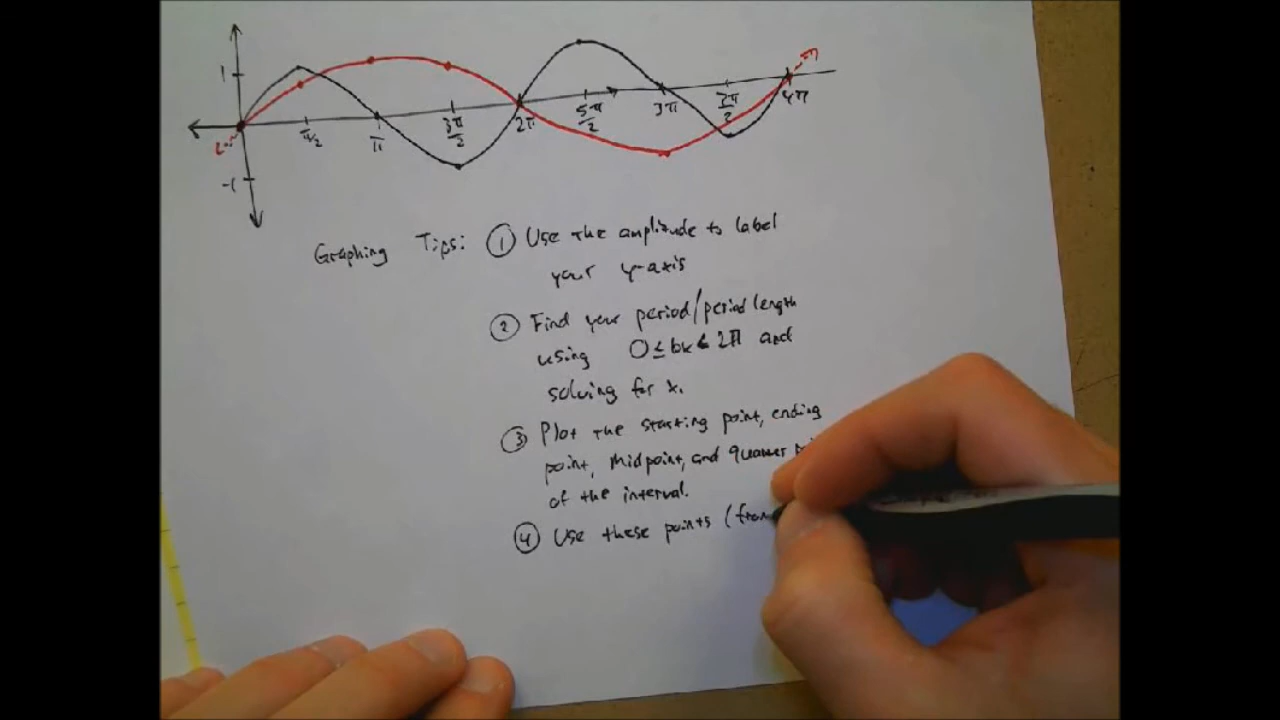 1
-1
π/2
π
3π/2
2π
5π/2
3π
7π/2
4π
Graphing Tips: ① Use the amplitude to label
your y-axis
② Find your period/period length
using 0≤bx≤2π and
solving for x.
③ Plot the starting point, ending
point, midpoint, and quarter
of the interval.
④ Use these points (from